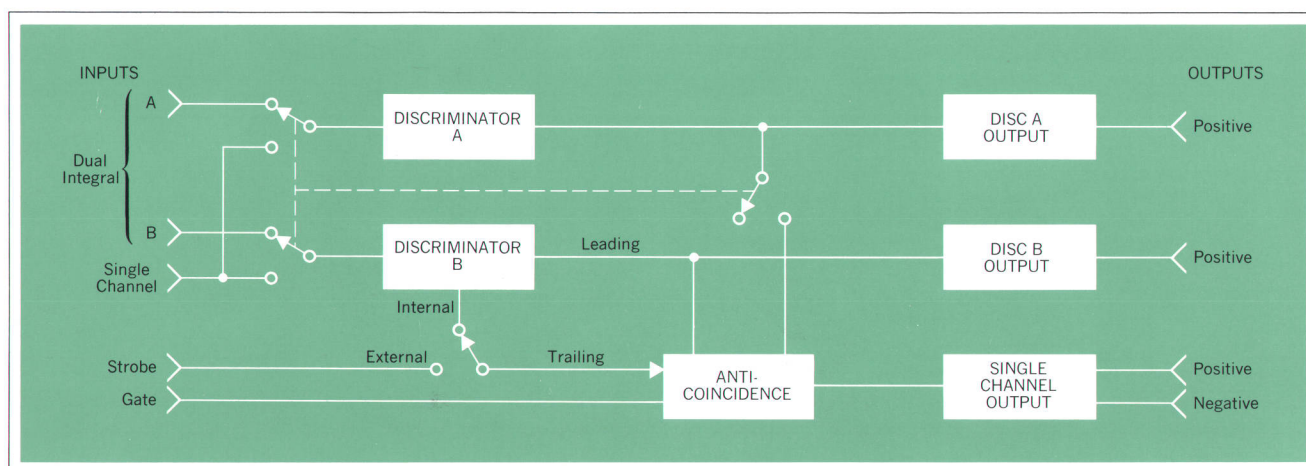 INPUTS
A
Dual
Integral
B
Single
Channel
Strobe
Gate
DISCRIMINATOR
A
DISCRIMINATOR
B
Leading
Internal
External
Trailing
ANTI-
COINCIDENCE
OUTPUTS
DISC A
OUTPUT
Positive
DISC B
OUTPUT
Positive
SINGLE
CHANNEL
OUTPUT
Positive
Negative